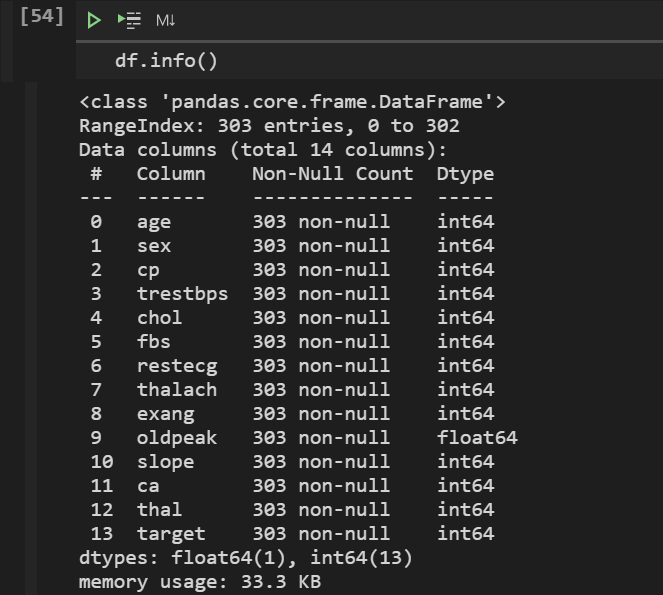 [54]
M↓
df.info()
<class 'pandas.core.frame.DataFrame'>
RangeIndex: 303 entries, 0 to 302
Data columns (total 14 columns):
 #   Column    Non-Null Count  Dtype
---  ------    --------------  -----
 0   age       303 non-null    int64
 1   sex       303 non-null    int64
 2   cp        303 non-null    int64
 3   trestbps  303 non-null    int64
 4   chol      303 non-null    int64
 5   fbs       303 non-null    int64
 6   restecg   303 non-null    int64
 7   thalach   303 non-null    int64
 8   exang     303 non-null    int64
 9   oldpeak   303 non-null    float64
 10  slope     303 non-null    int64
 11  ca        303 non-null    int64
 12  thal      303 non-null    int64
 13  target    303 non-null    int64
dtypes: float64(1), int64(13)
memory usage: 33.3 KB